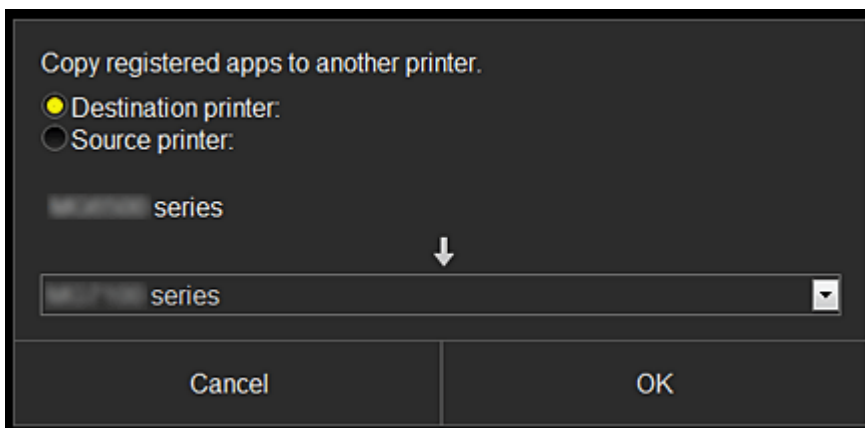 Copy registered apps to another printer.
Destination printer:
Source printer:
series
series
Cancel
OK